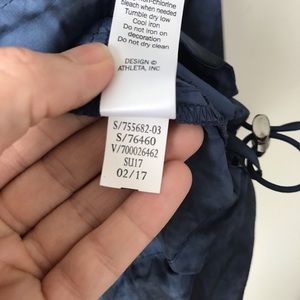 non-chlorine
bleach when needed
Tumble dry low
Cool iron
Do not iron on
decoration
Do not dry clean
DESIGN ©
ATHLETA, INC
S/755682-03
S/76460
V/700026462
SU17
02/17